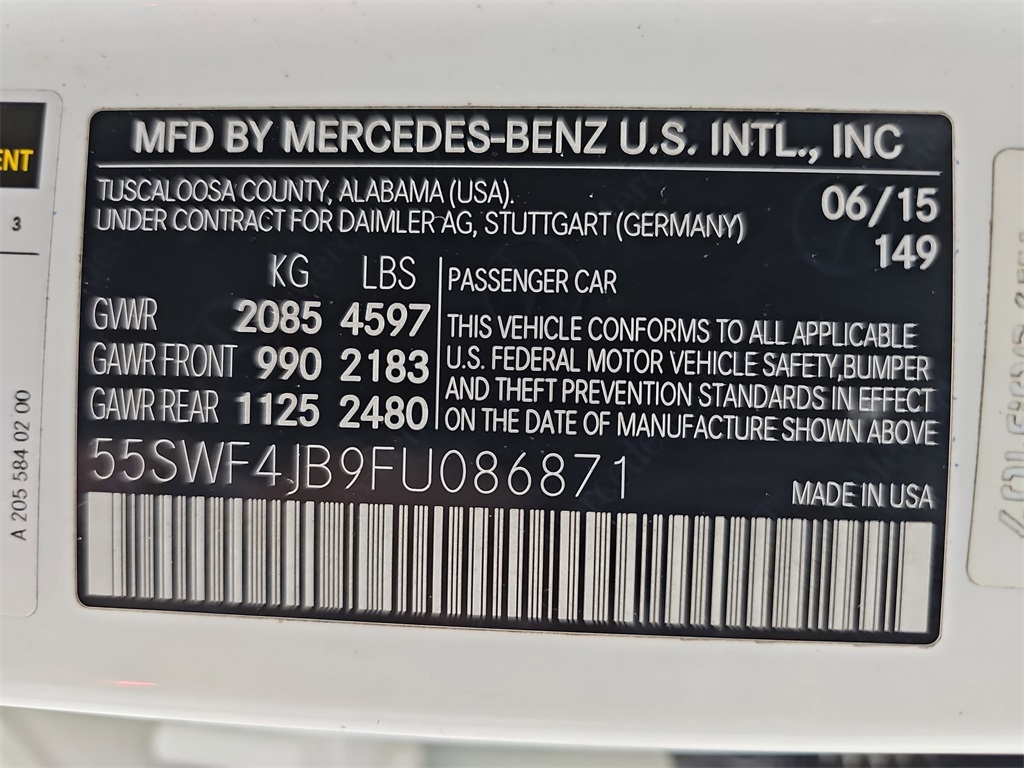 MFD BY MERCEDES-BENZ U.S. INTL., INC
TUSCALOOSA COUNTY, ALABAMA (USA).
UNDER CONTRACT FOR DAIMLER AG, STUTTGART (GERMANY)
06/15
149
KG LBS
GVWR 2085 4597
GAWR FRONT 990 2183
GAWR REAR 1125 2480
PASSENGER CAR
THIS VEHICLE CONFORMS TO ALL APPLICABLE
U.S. FEDERAL MOTOR VEHICLE SAFETY, BUMPER
AND THEFT PREVENTION STANDARDS IN EFFECT
ON THE DATE OF MANUFACTURE SHOWN ABOVE
55SWF4JB9FU086871
MADE IN USA
ENT
3
A 205 584 02 00